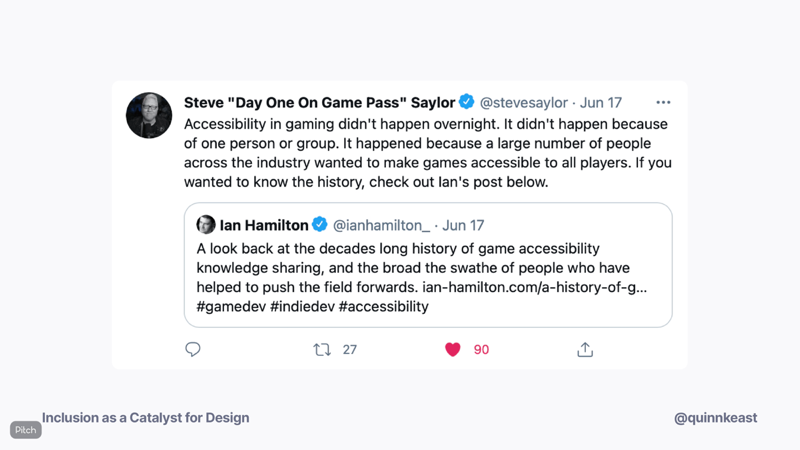 Steve "Day One On Game Pass" Saylor @stevesaylor · Jun 17 ···
Accessibility in gaming didn't happen overnight. It didn't happen because
of one person or group. It happened because a large number of people
across the industry wanted to make games accessible to all players. If you
wanted to know the history, check out Ian's post below.
Ian Hamilton @ianhamilton_ · Jun 17
A look back at the decades long history of game accessibility
knowledge sharing, and the broad the swathe of people who have
helped to push the field forwards. ian-hamilton.com/a-history-of-g...
#gamedev #indiedev #accessibility
27 90
Inclusion as a Catalyst for Design @quinnkeast
Pitch